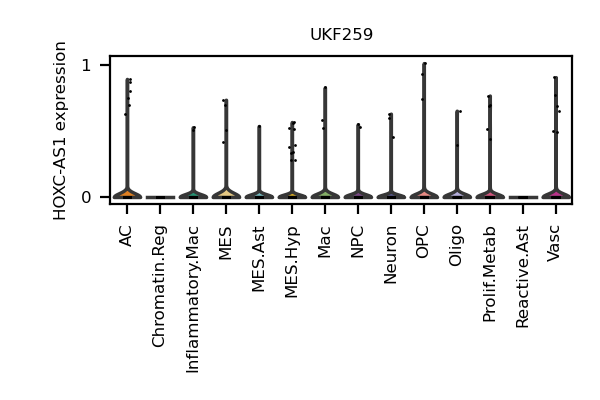 UKF259
HOXC-AS1 expression
1
0
AC
Chromatin.Reg
Inflammatory.Mac
MES
MES.Ast
MES.Hyp
Mac
NPC
Neuron
OPC
Oligo
Prolif.Metab
Reactive.Ast
Vasc